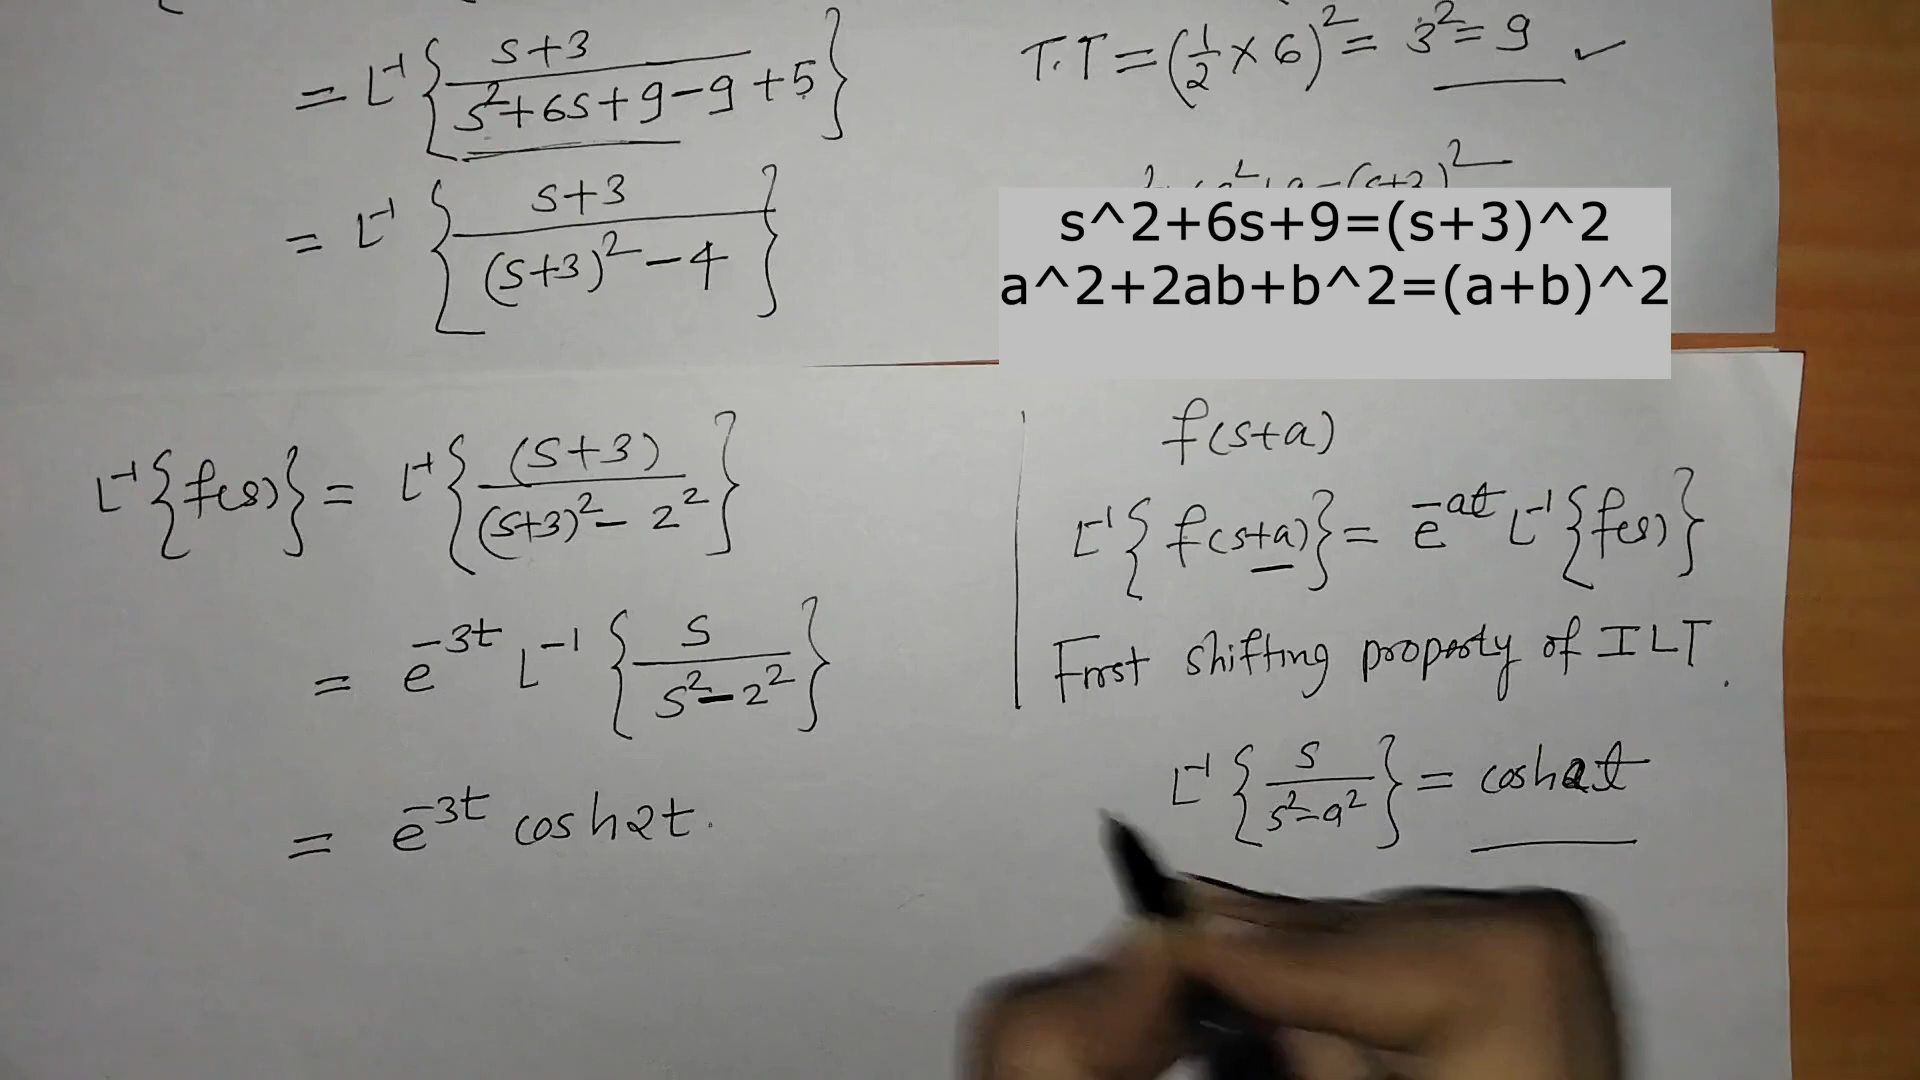 = L⁻¹{(s+3)/(s²+6s+9-9+5)}
T.T = (1/2 × 6)² = 3² = 9 ✓
= L⁻¹{(s+3)/((s+3)²-4)}
s^2+6s+9=(s+3)^2
a^2+2ab+b^2=(a+b)^2
L⁻¹{f(s)} = L⁻¹{(s+3)/((s+3)²-2²)}
= e^{-3t} L⁻¹{s/(s²-2²)}
= e^{-3t} cosh2t.
f(s+a)
L⁻¹{f(s+a)} = e^{-at} L⁻¹{f(s)}
First shifting property of ILT.
L⁻¹{s/(s²-a²)} = coshat